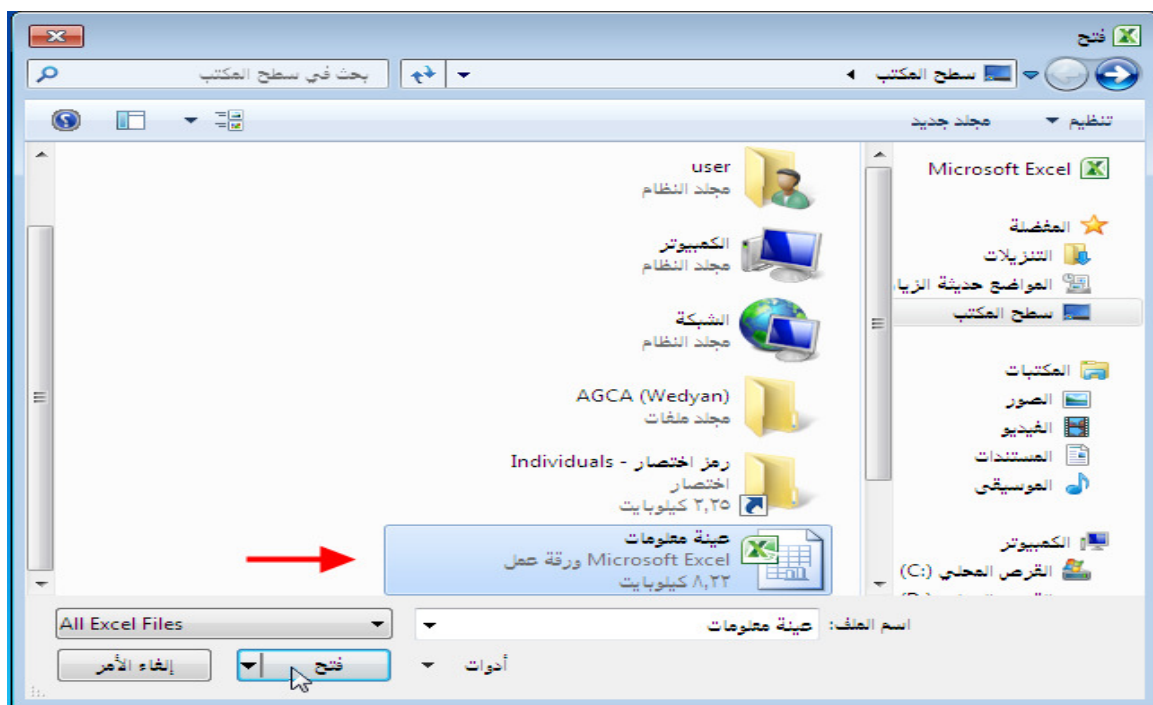 فتح
سطح المكتب
بحث في سطح المكتب
تنظيم
مجلد جديد
Microsoft Excel
المفضلة
التنزيلات
المواضع حديثة الزيا
سطح المكتب
المكتبات
الصور
الفيديو
المستندات
الموسيقى
الكمبيوتر
القرص المحلي (C:)
user
مجلد النظام
الكمبيوتر
مجلد النظام
الشبكة
مجلد النظام
AGCA (Wedyan)
مجلد ملفات
رمز اختصار - Individuals
اختصار
٢,٢٥ كيلوبايت
عينة معلومات
Microsoft Excel ورقة عمل
٨,٢٢ كيلوبايت
اسم الملف: عينة معلومات
All Excel Files
أدوات
فتح
إلغاء الأمر